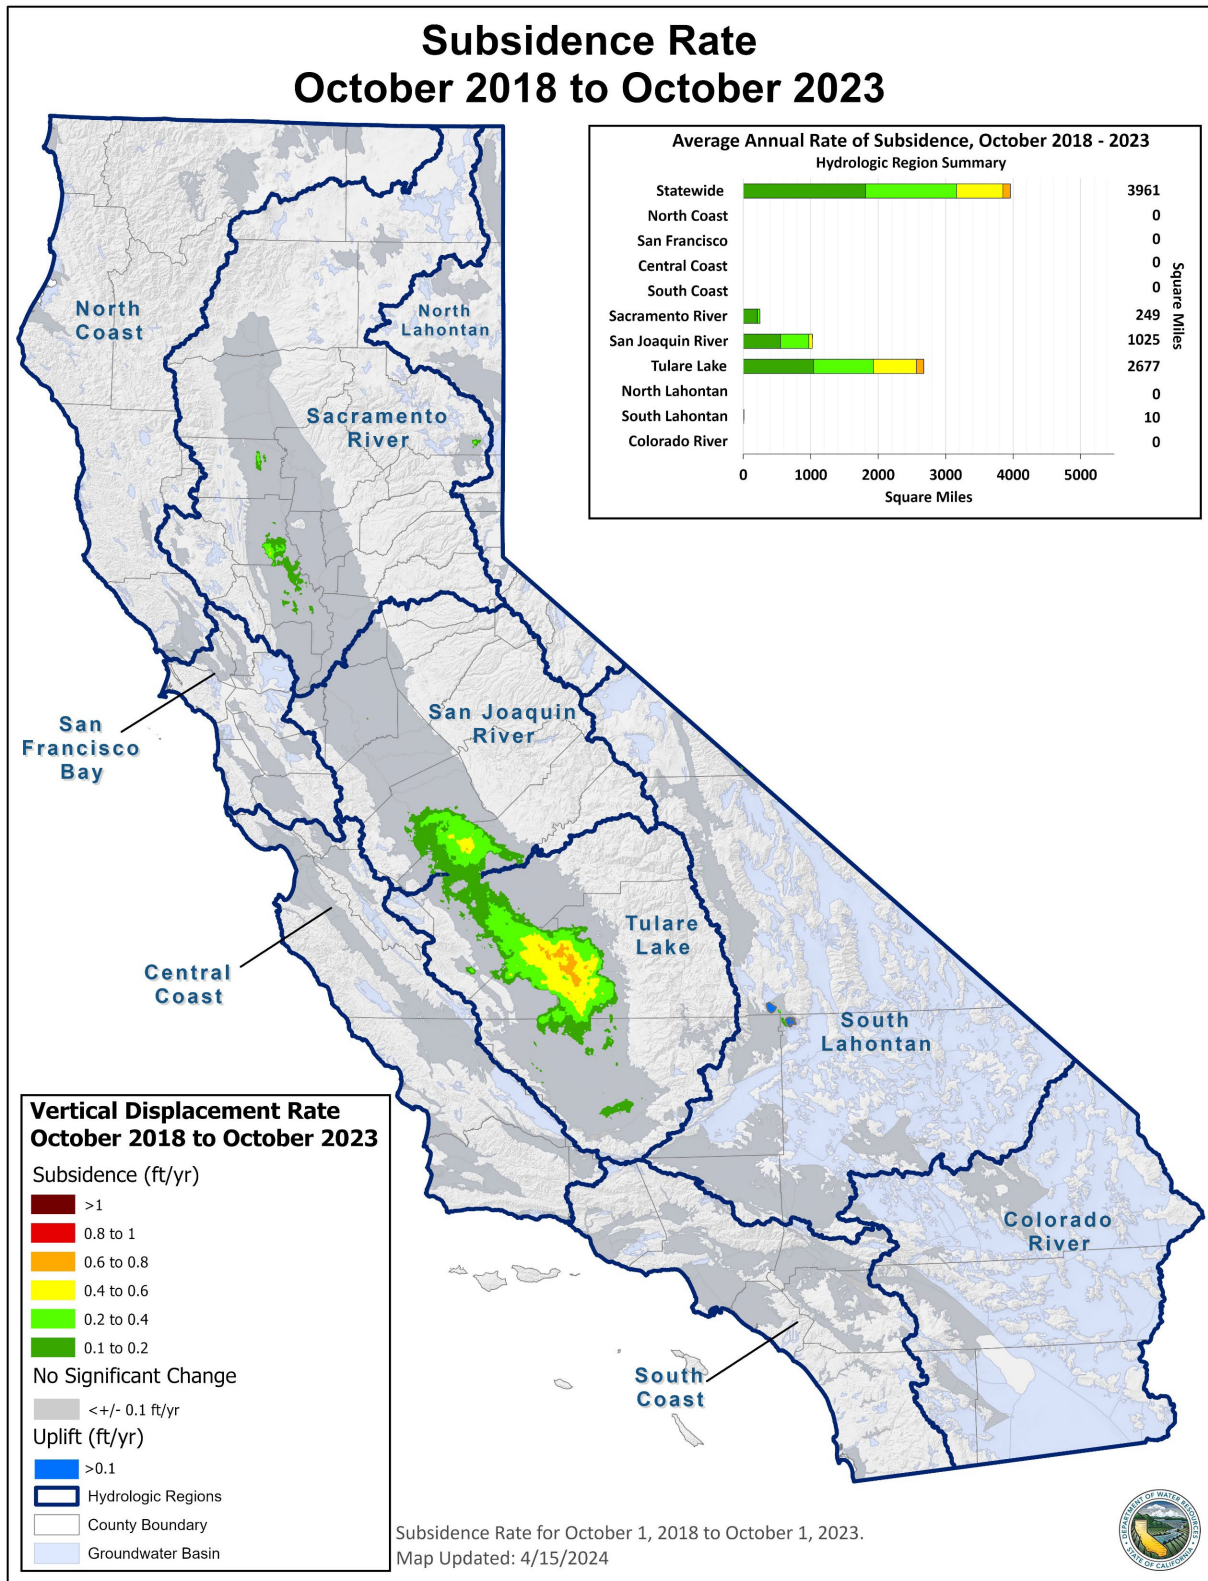 Subsidence Rate
October 2018 to October 2023
Average Annual Rate of Subsidence, October 2018 - 2023
Hydrologic Region Summary
Statewide 3961
North Coast 0
San Francisco 0
Central Coast 0
South Coast 0
Sacramento River 249
San Joaquin River 1025
Tulare Lake 2677
North Lahontan 0
South Lahontan 10
Colorado River 0
Square Miles
0 1000 2000 3000 4000 5000
Square Miles
North
Coast
North
Lahontan
Sacramento
River
San
Francisco
Bay
San Joaquin
River
Tulare
Lake
Central
Coast
South
Lahontan
Colorado
River
South
Coast
Vertical Displacement Rate
October 2018 to October 2023
Subsidence (ft/yr)
>1
0.8 to 1
0.6 to 0.8
0.4 to 0.6
0.2 to 0.4
0.1 to 0.2
No Significant Change
<+/- 0.1 ft/yr
Uplift (ft/yr)
>0.1
Hydrologic Regions
County Boundary
Groundwater Basin
Subsidence Rate for October 1, 2018 to October 1, 2023.
Map Updated: 4/15/2024
DEPARTMENT OF WATER RESOURCES
STATE OF CALIFORNIA